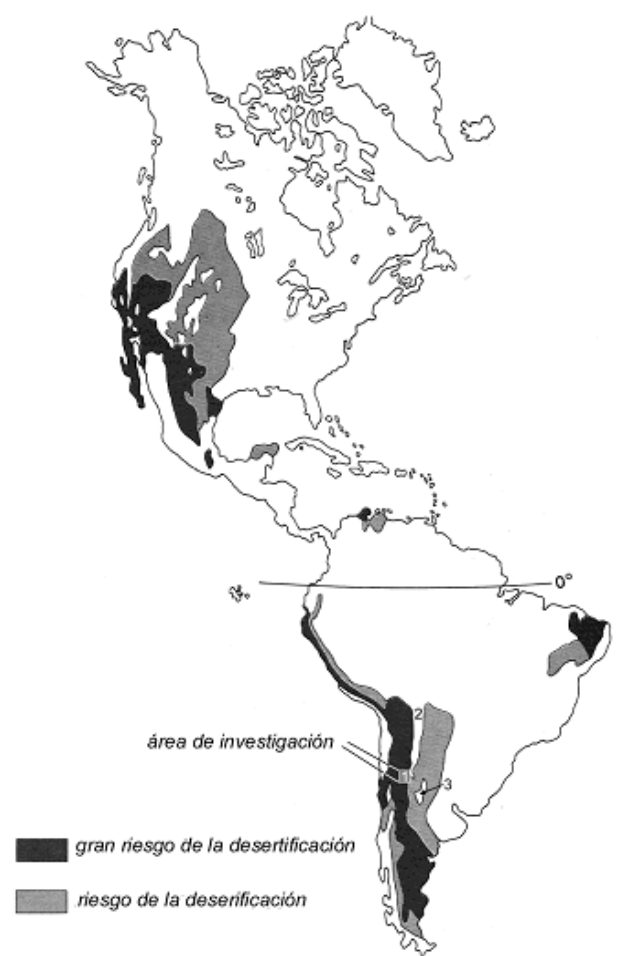 0°
2
área de investigación
1
3
gran riesgo de la desertificación
riesgo de la deserificación